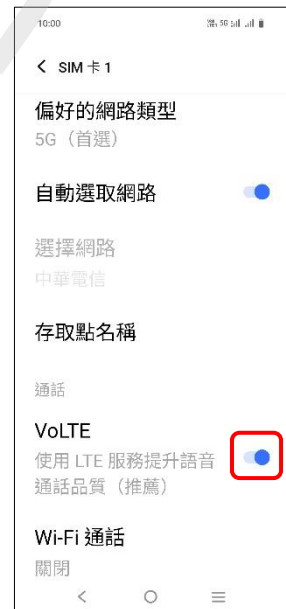 10:00
5G
SIM 卡 1
偏好的網路類型
5G（首選）
自動選取網路
選擇網路
中華電信
存取點名稱
通話
VoLTE
使用 LTE 服務提升語音
通話品質（推薦）
Wi-Fi 通話
關閉